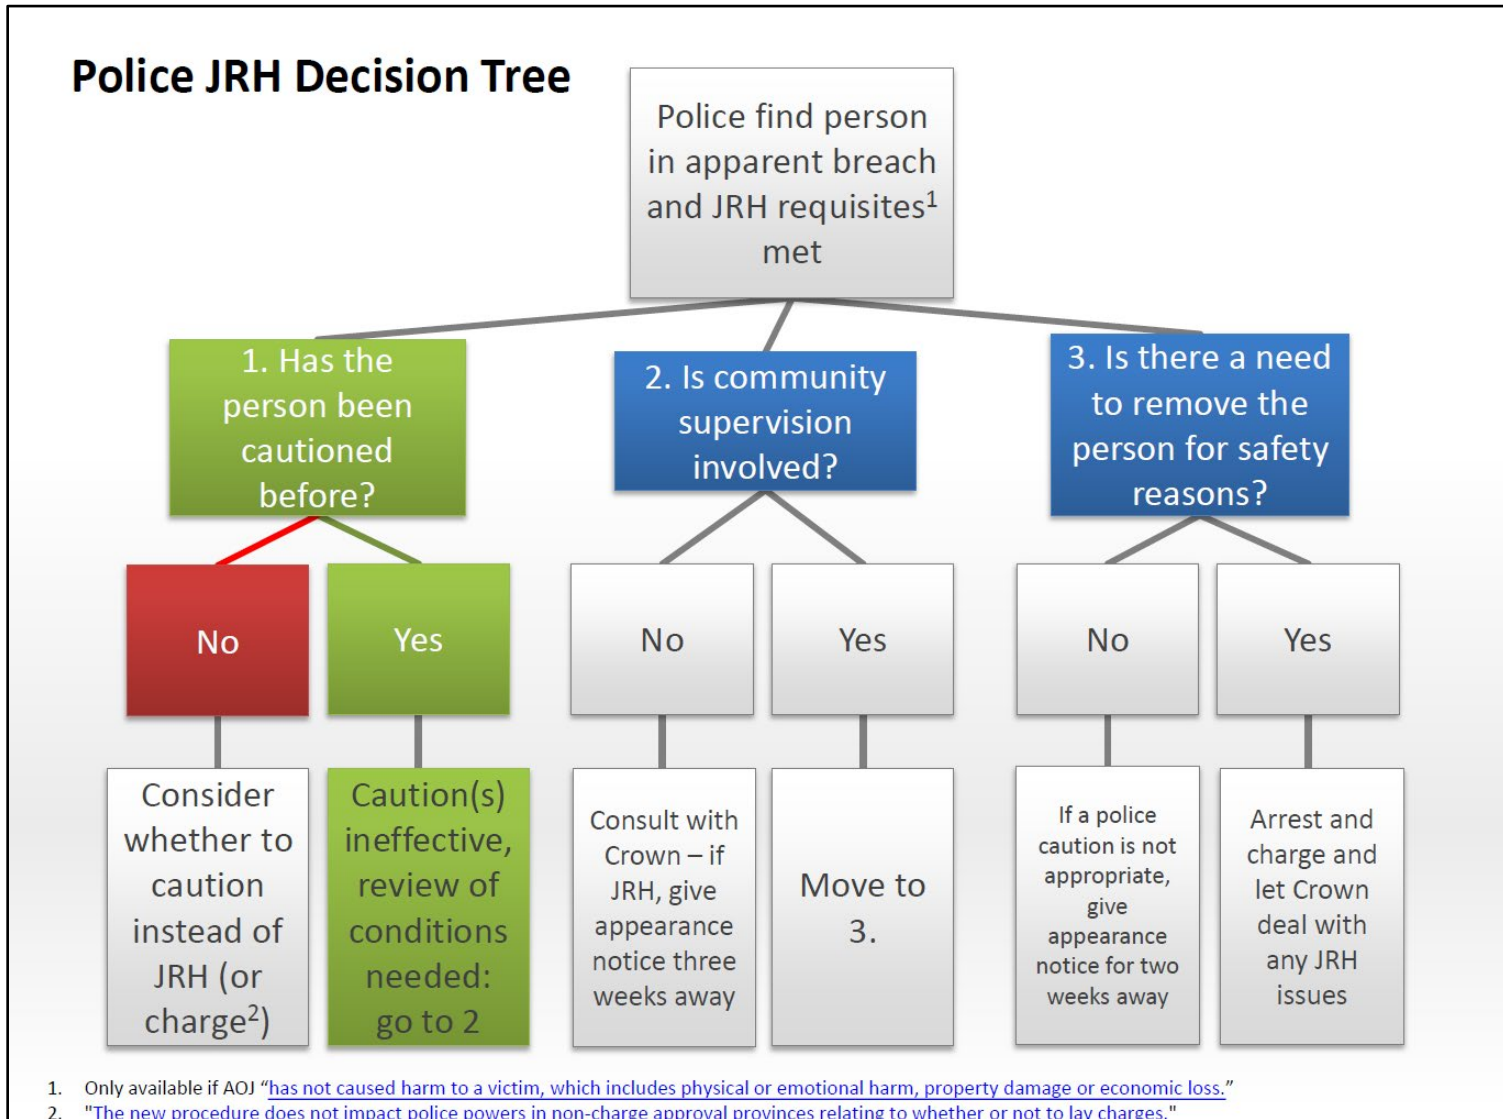 Police JRH Decision Tree
Police find person
in apparent breach
and JRH requisites¹
met
1. Has the
person been
cautioned
before?
2. Is community
supervision
involved?
3. Is there a need
to remove the
person for safety
reasons?
No
Yes
No
Yes
No
Yes
Consider
whether to
caution
instead of
JRH (or
charge²)
Caution(s)
ineffective,
review of
conditions
needed:
go to 2
Consult with
Crown – if
JRH, give
appearance
notice three
weeks away
Move to
3.
If a police
caution is not
appropriate,
give
appearance
notice for two
weeks away
Arrest and
charge and
let Crown
deal with
any JRH
issues
1. Only available if AOJ “has not caused harm to a victim, which includes physical or emotional harm, property damage or economic loss.”
2. "The new procedure does not impact police powers in non-charge approval provinces relating to whether or not to lay charges."